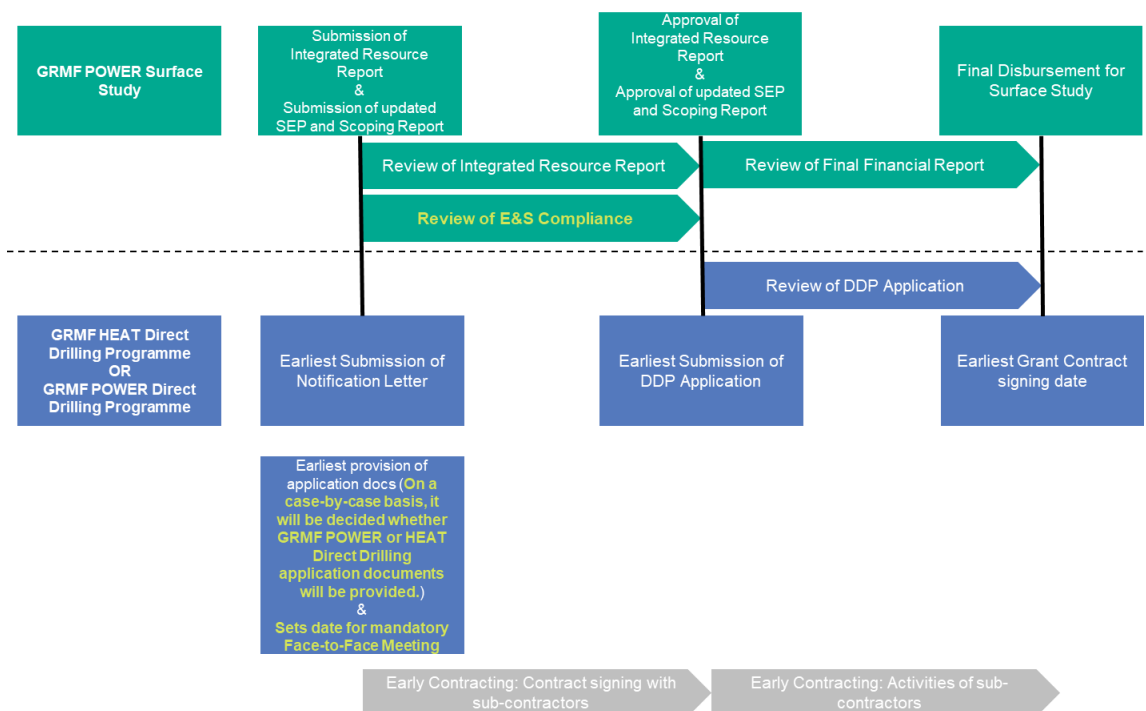 GRMF POWER Surface
Study
Submission of
Integrated Resource
Report
&
Submission of updated
SEP and Scoping Report
Approval of
Integrated Resource
Report
&
Approval of updated SEP
and Scoping Report
Final Disbursement for
Surface Study
Review of Integrated Resource Report
Review of Final Financial Report
Review of E&S Compliance
Review of DDP Application
GRMF HEAT Direct
Drilling Programme
OR
GRMF POWER Direct
Drilling Programme
Earliest Submission of
Notification Letter
Earliest Submission of
DDP Application
Earliest Grant Contract
signing date
Earliest provision of
application docs (On a
case-by-case basis, it
will be decided whether
GRMF POWER or HEAT
Direct Drilling
application documents
will be provided.)
&
Sets date for mandatory
Face-to-Face Meeting
Early Contracting: Contract signing with
sub-contractors
Early Contracting: Activities of sub-
contractors